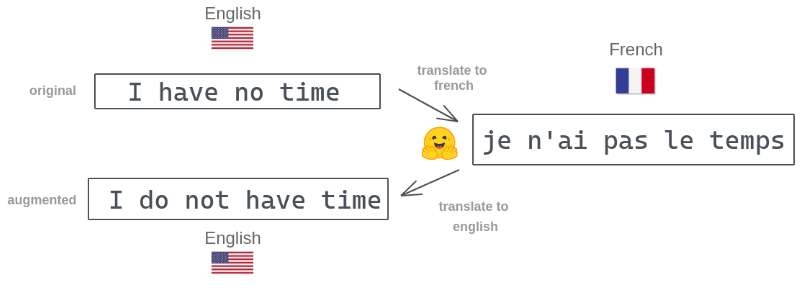 English
French
translate to
french
original
I have no time
je n'ai pas le temps
augmented
I do not have time
translate to
english
English